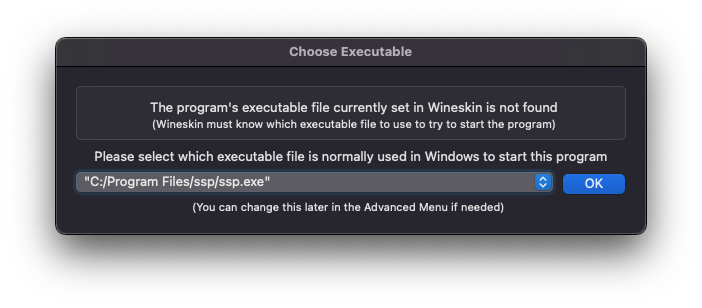 Choose Executable
The program's executable file currently set in Wineskin is not found
(Wineskin must know which executable file to use to try to start the program)
Please select which executable file is normally used in Windows to start this program
"C:/Program Files/ssp/ssp.exe"
OK
(You can change this later in the Advanced Menu if needed)